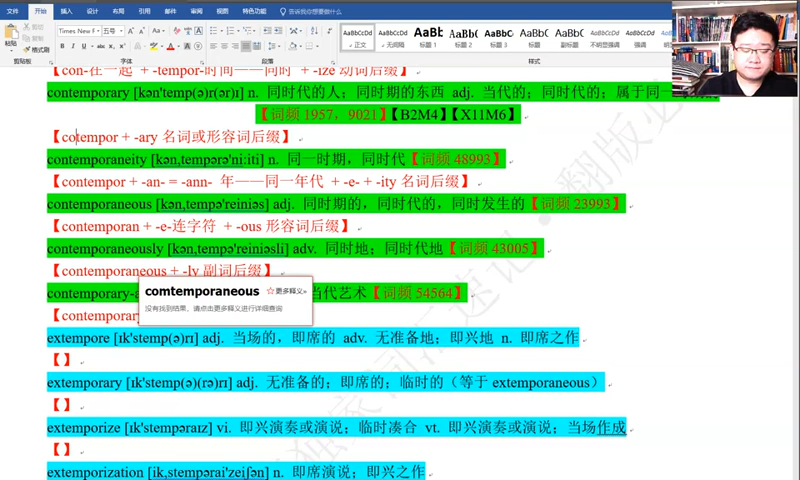 文件 开始 插入 设计 布局 引用 邮件 审阅 视图 特色功能 告诉我你想要做什么
粘贴 剪切 复制 格式刷
Times New F 五号
AaBbCcDd AaBbCcDd AaBl AaBb( AaBbC AaBbC AaBbC AaBbCcDd AaBbCcDd
正文 无间隔 标题 1 标题 2 标题 副标题 不明显强调 强调
剪贴板 字体 段落 样式
【con-在一起 + -tempor-时间——同时 + -ize 动词后缀】
contemporary [kən'temp(ə)r(ər)ɪ] n. 同时代的人;同时期的东西 adj. 当代的;同时代的;属于同一
【词频 1957,9021】【B2M4】【X11M6】
【cotempor + -ary 名词或形容词后缀】
contemporaneity [kən,tempərə'ni:iti] n. 同一时期,同时代【词频 48993】
【contempor + -an- = -ann- 年——同一年代 + -e- + -ity 名词后缀】
contemporaneous [kən,tempə'reiniəs] adj. 同时期的,同时代的,同时发生的【词频 23993】
【contemporan + -e-连字符 + -ous 形容词后缀】
contemporaneously [kən,tempə'reiniəsli] adv. 同时地;同时代地【词频 43005】
【contemporaneous + -ly 副词后缀】
comtemporaneous 更多释义»
没有找到结果,请点击更多释义进行详细查询
contemporary-a 当代艺术【词频 54564】
【contemporary
extempore [ɪk'stemp(ə)rɪ] adj. 当场的,即席的 adv. 无准备地;即兴地 n. 即席之作
【】
extemporary [ɪk'stemp(ə)(rə)rɪ] adj. 无准备的;即席的;临时的(等于 extemporaneous)
【】
extemporize [ɪk'stempəraɪz] vi. 即兴演奏或演说;临时凑合 vt. 即兴演奏或演说;当场作成
【】
extemporization [ik,stempərai'zeiʃən] n. 即席演说;即兴之作